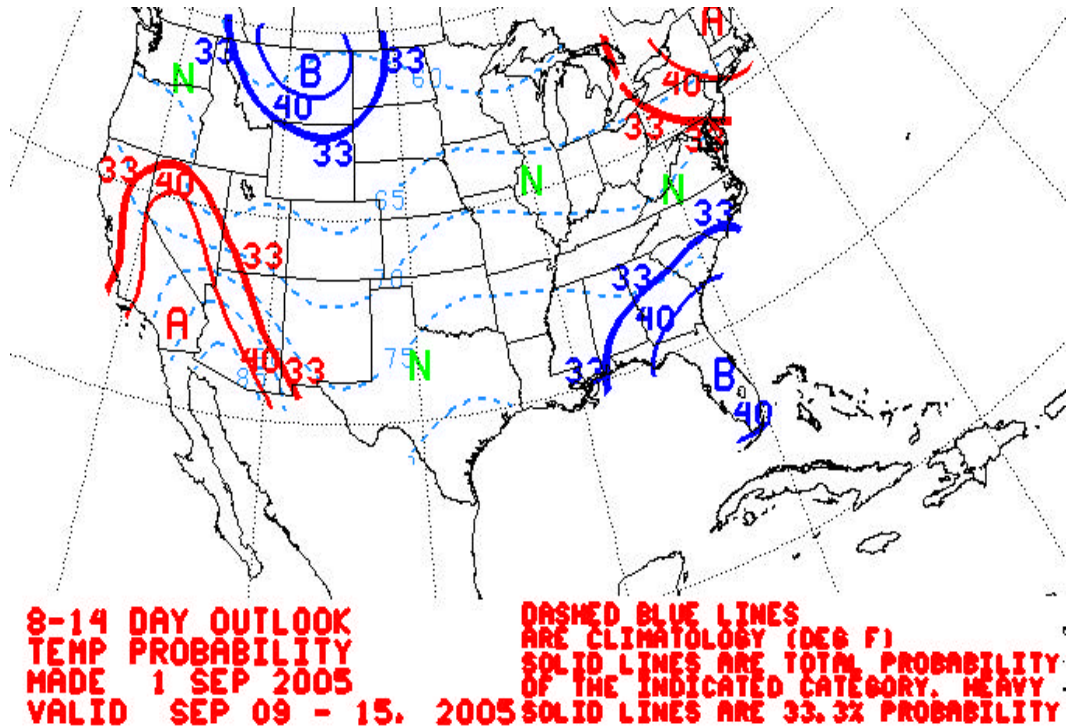 A
33
33
B
N
60
40
40
33
33
33
33
40
N
N
65
33
33
33
70
A
40
N
75
40
33
85
33
B
40
8-14 DAY OUTLOOK
TEMP PROBABILITY
MADE 1 SEP 2005
VALID SEP 09 - 15, 2005
DASHED BLUE LINES
ARE CLIMATOLOGY (DEG F)
SOLID LINES ARE TOTAL PROBABILITY
OF THE INDICATED CATEGORY. HEAVY
SOLID LINES ARE 33.3% PROBABILITY